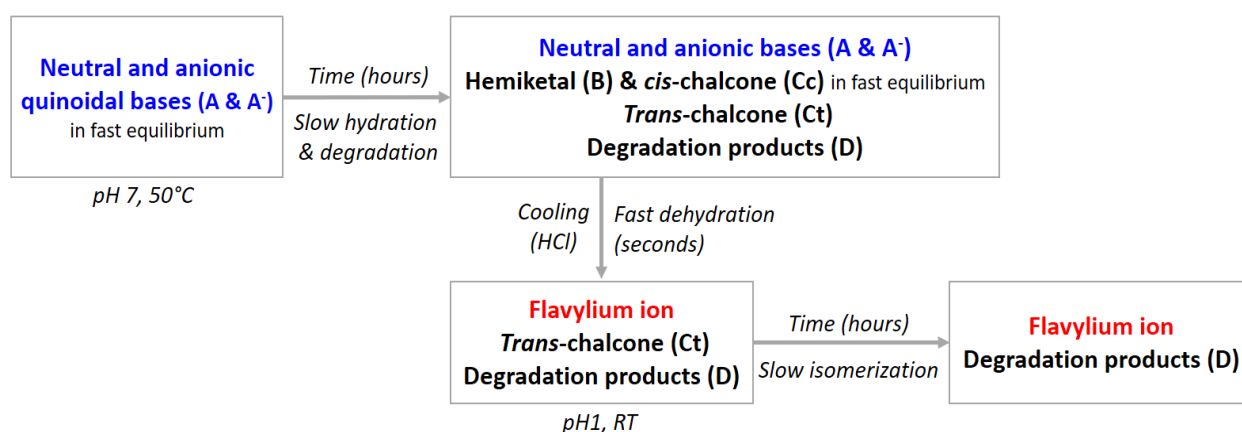 Neutral and anionic
quinoidal bases (A & A⁻)
in fast equilibrium
pH 7, 50°C
Time (hours)
Slow hydration
& degradation
Neutral and anionic bases (A & A⁻)
Hemiketal (B) & cis-chalcone (Cc) in fast equilibrium
Trans-chalcone (Ct)
Degradation products (D)
Cooling
(HCl)
Fast dehydration
(seconds)
Flavylium ion
Trans-chalcone (Ct)
Degradation products (D)
pH1, RT
Time (hours)
Slow isomerization
Flavylium ion
Degradation products (D)